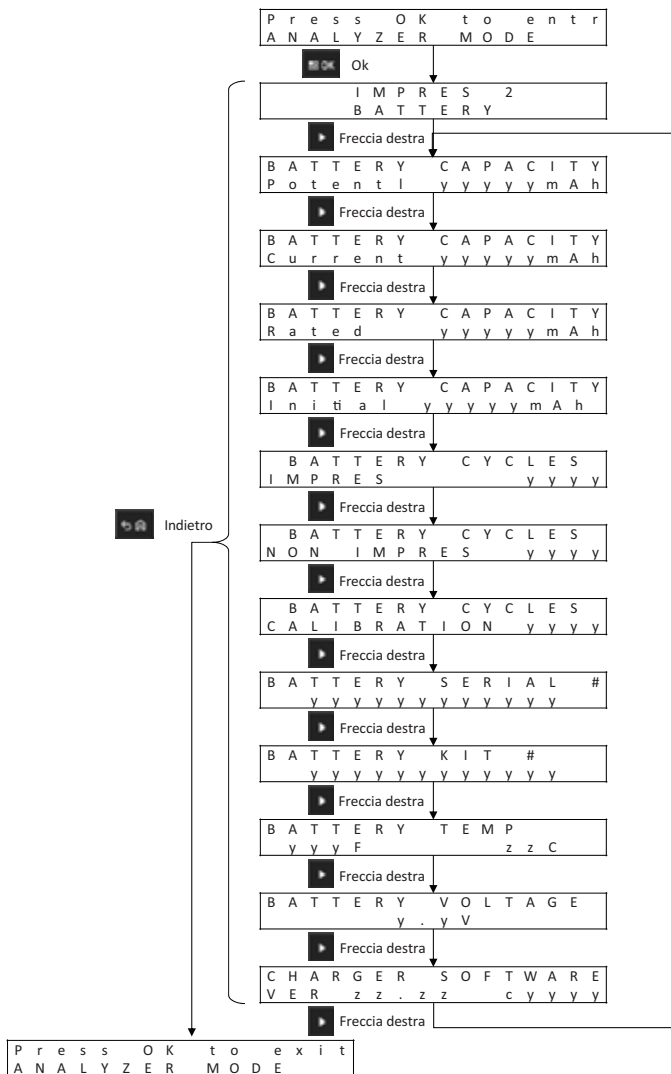 Press OK to entr
ANALYZER MODE
OK Ok
IMPRES 2
BATTERY
Freccia destra
BATTERY CAPACITY
Potentl yyyyymAh
Freccia destra
BATTERY CAPACITY
Current yyyyymAh
Freccia destra
BATTERY CAPACITY
Rated yyyyymAh
Freccia destra
BATTERY CAPACITY
Initial yyyyymAh
Freccia destra
BATTERY CYCLES
IMPRES yyyy
Freccia destra
Indietro
BATTERY CYCLES
NON IMPRES yyyy
Freccia destra
BATTERY CYCLES
CALIBRATION yyyy
Freccia destra
BATTERY SERIAL #
yyyyyyyyyyyy
Freccia destra
BATTERY KIT #
yyyyyyyyyyyy
Freccia destra
BATTERY TEMP
yyyF zzC
Freccia destra
BATTERY VOLTAGE
y.yV
Freccia destra
CHARGER SOFTWARE
VER zz.zz cyyyy
Freccia destra
Press OK to exit
ANALYZER MODE